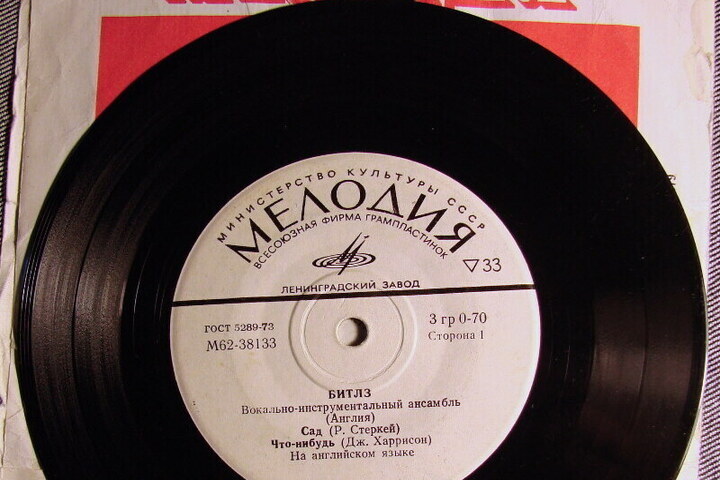 МИНИСТЕРСТВО КУЛЬТУРЫ СССР
МЕЛОДИЯ
ВСЕСОЮЗНАЯ ФИРМА ГРАМПЛАСТИНОК
▽33
ЛЕНИНГРАДСКИЙ ЗАВОД
ГОСТ 5289-73
М62-38133
3 гр 0-70
Сторона 1
БИТЛЗ
Вокально-инструментальный ансамбль
(Англия)
Сад (Р. Стеркей)
Что-нибудь (Дж. Харрисон)
На английском языке